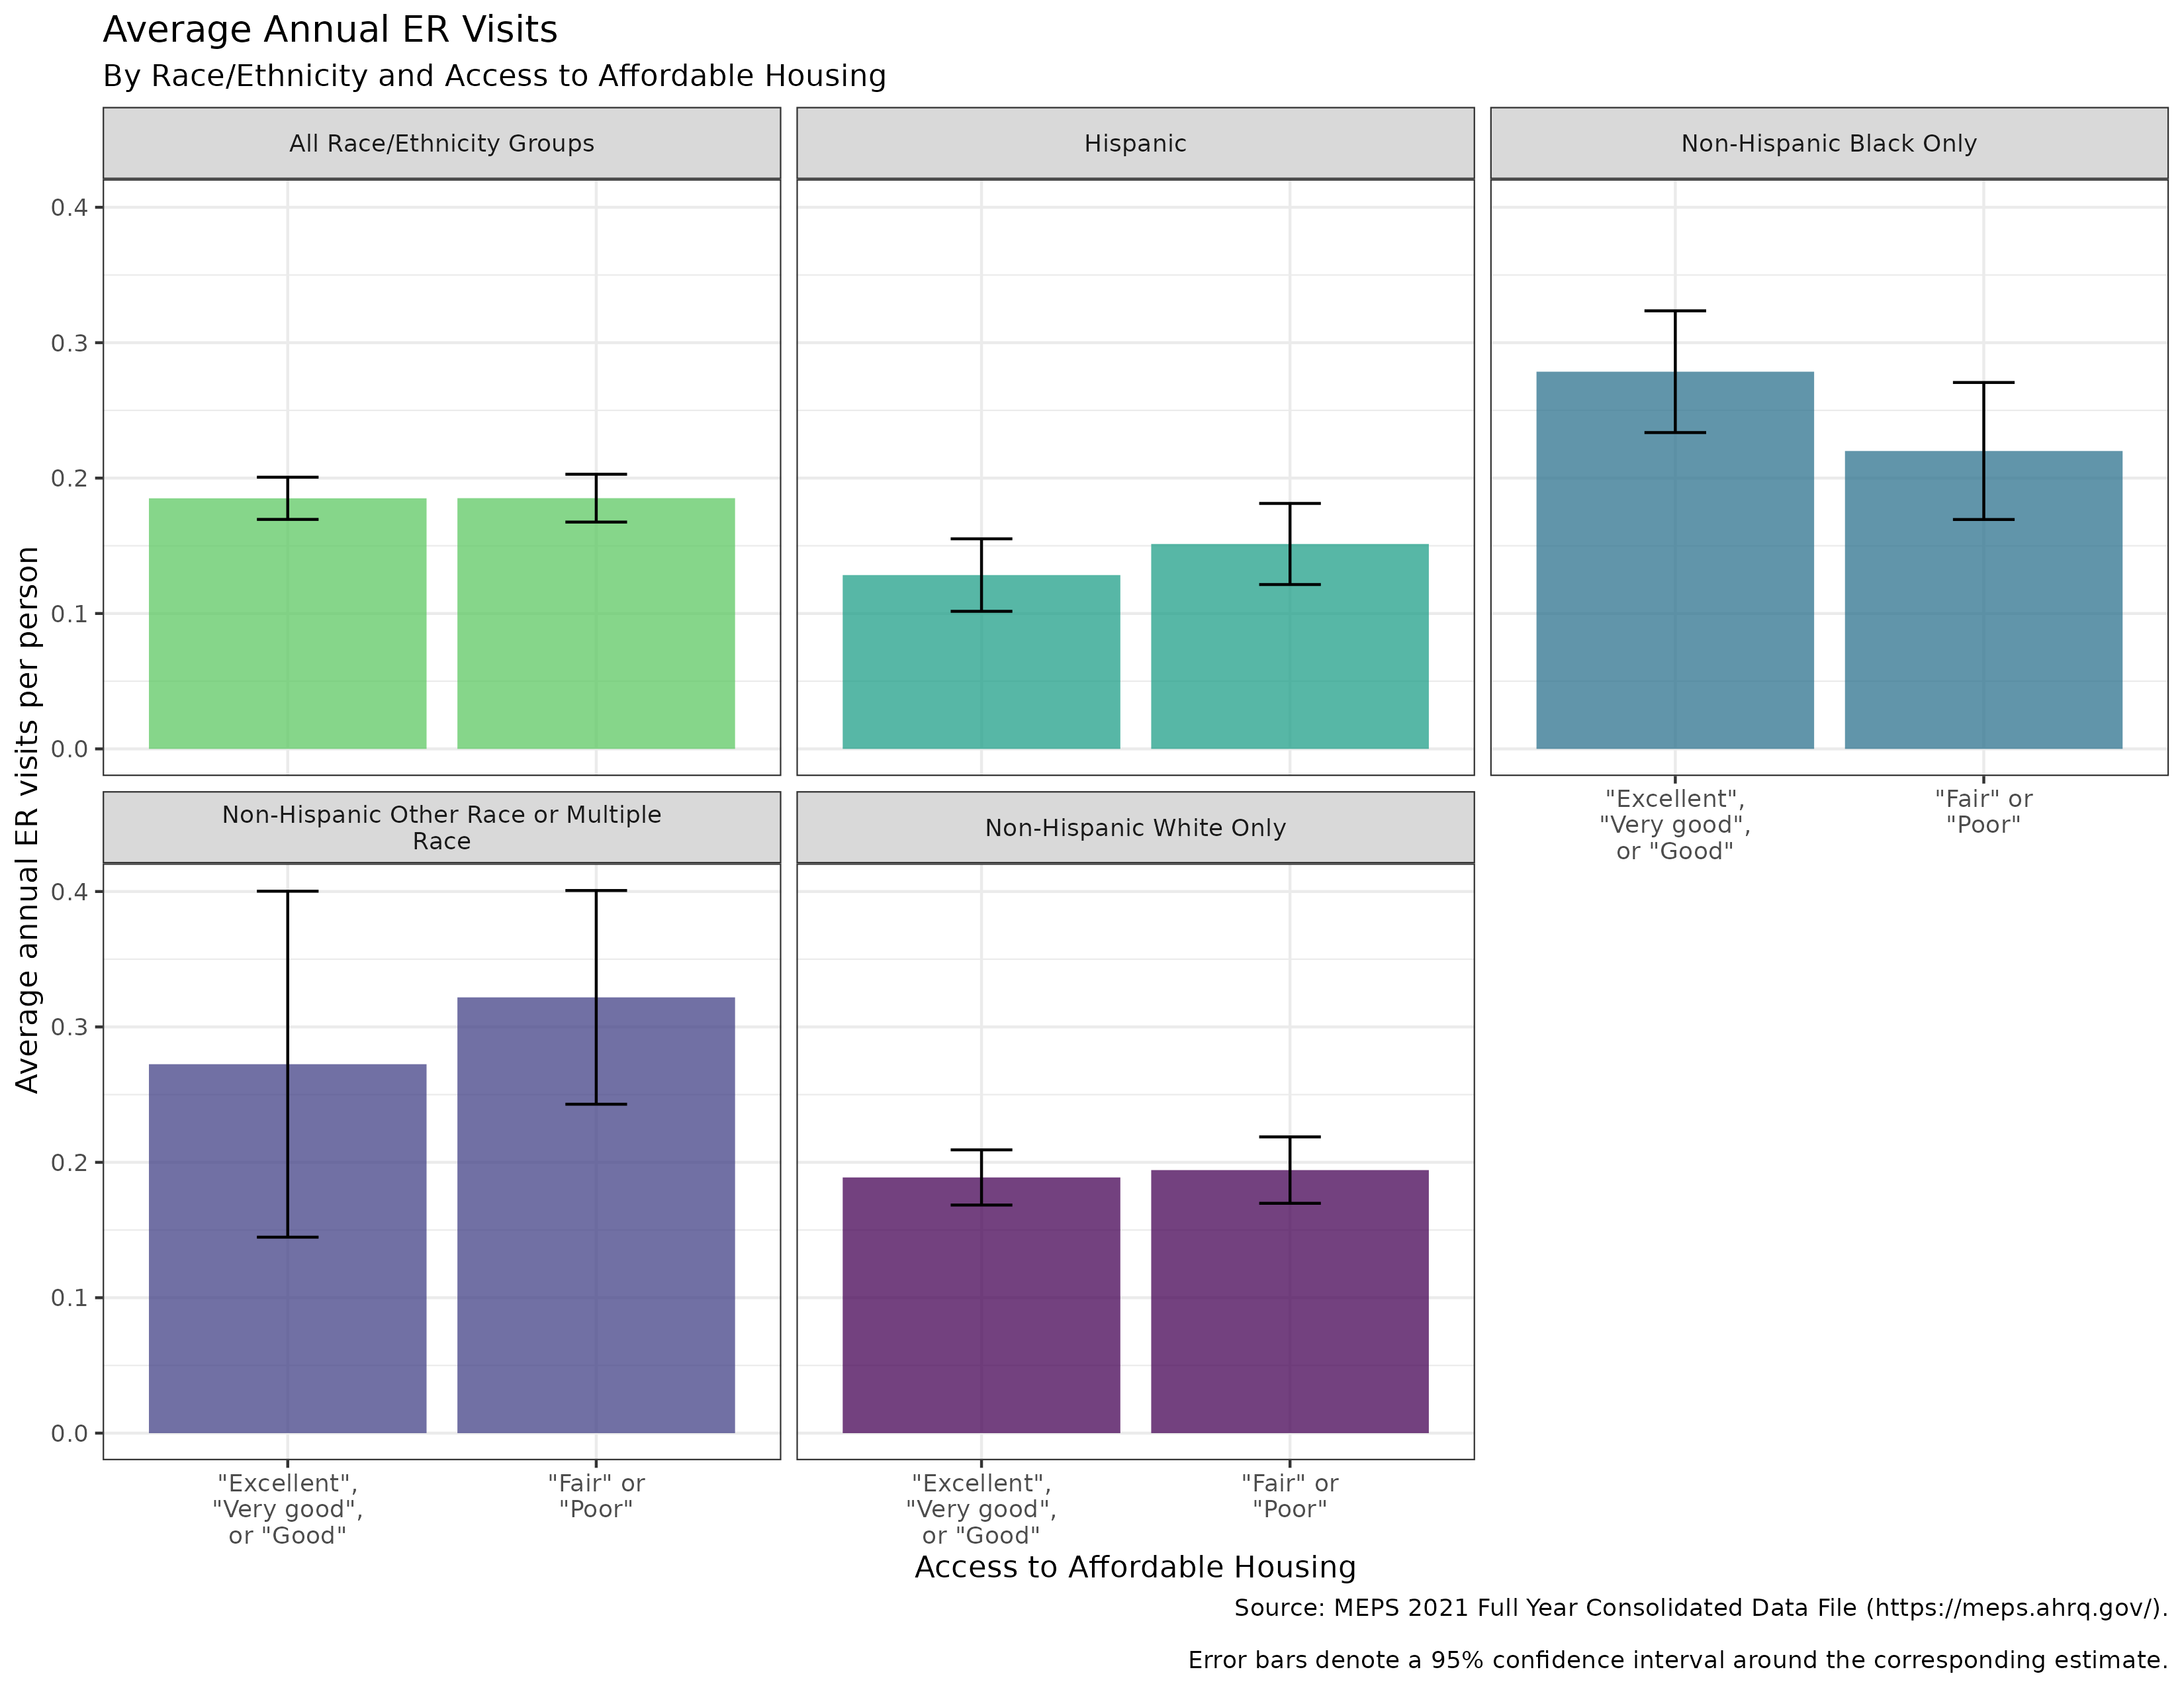 Average Annual ER Visits
By Race/Ethnicity and Access to Affordable Housing
All Race/Ethnicity Groups
Hispanic
Non-Hispanic Black Only
0.4
0.3
0.2
0.1
0.0
"Excellent",
"Very good",
or "Good"
"Fair" or
"Poor"
Non-Hispanic Other Race or Multiple
Race
Non-Hispanic White Only
0.4
0.3
0.2
0.1
0.0
"Excellent",
"Very good",
or "Good"
"Fair" or
"Poor"
"Excellent",
"Very good",
or "Good"
"Fair" or
"Poor"
Average annual ER visits per person
Access to Affordable Housing
Source: MEPS 2021 Full Year Consolidated Data File (https://meps.ahrq.gov/).
Error bars denote a 95% confidence interval around the corresponding estimate.